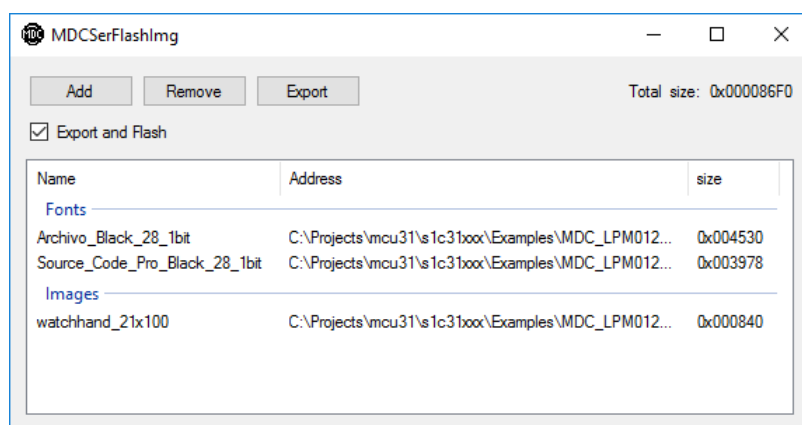 MDC MDCSerFlashImg
Add Remove Export Total size: 0x000086F0
Export and Flash
Name Address size
Fonts
Archivo_Black_28_1bit C:\Projects\mcu31\s1c31xxx\Examples\MDC_LPM012... 0x004530
Source_Code_Pro_Black_28_1bit C:\Projects\mcu31\s1c31xxx\Examples\MDC_LPM012... 0x003978
Images
watchhand_21x100 C:\Projects\mcu31\s1c31xxx\Examples\MDC_LPM012... 0x000840